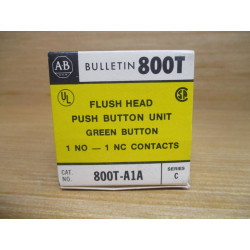 AB BULLETIN 800T
UL SA
FLUSH HEAD
PUSH BUTTON UNIT
GREEN BUTTON
1 NO — 1 NC CONTACTS
CAT. NO. 800T-A1A SERIES C